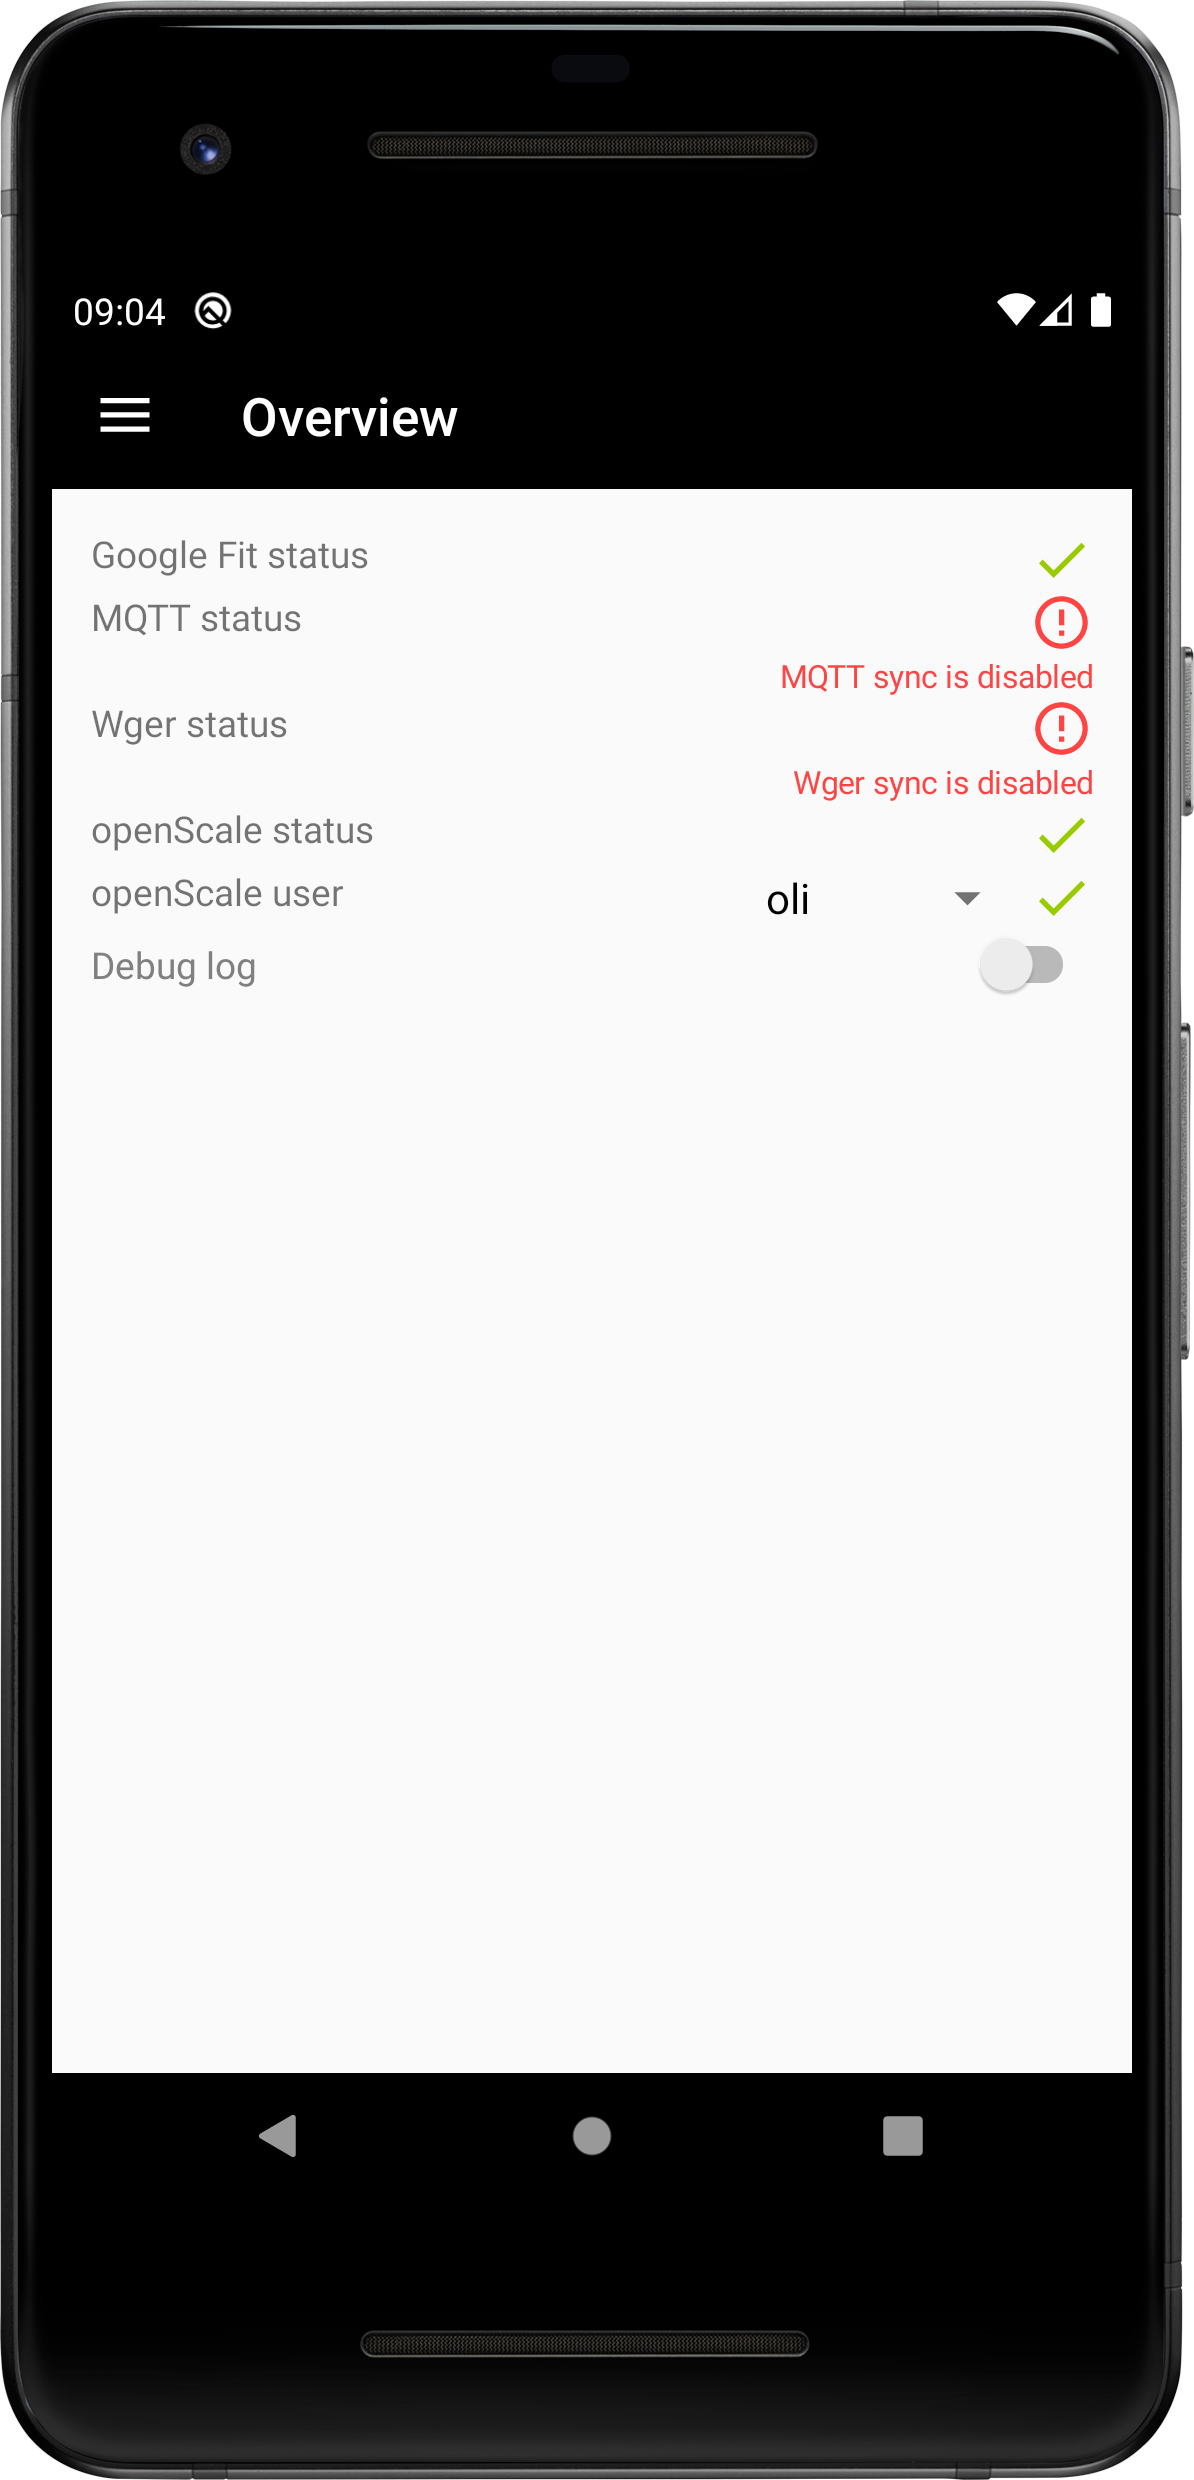 09:04
Overview
Google Fit status
MQTT status
MQTT sync is disabled
Wger status
Wger sync is disabled
openScale status
openScale user oli
Debug log